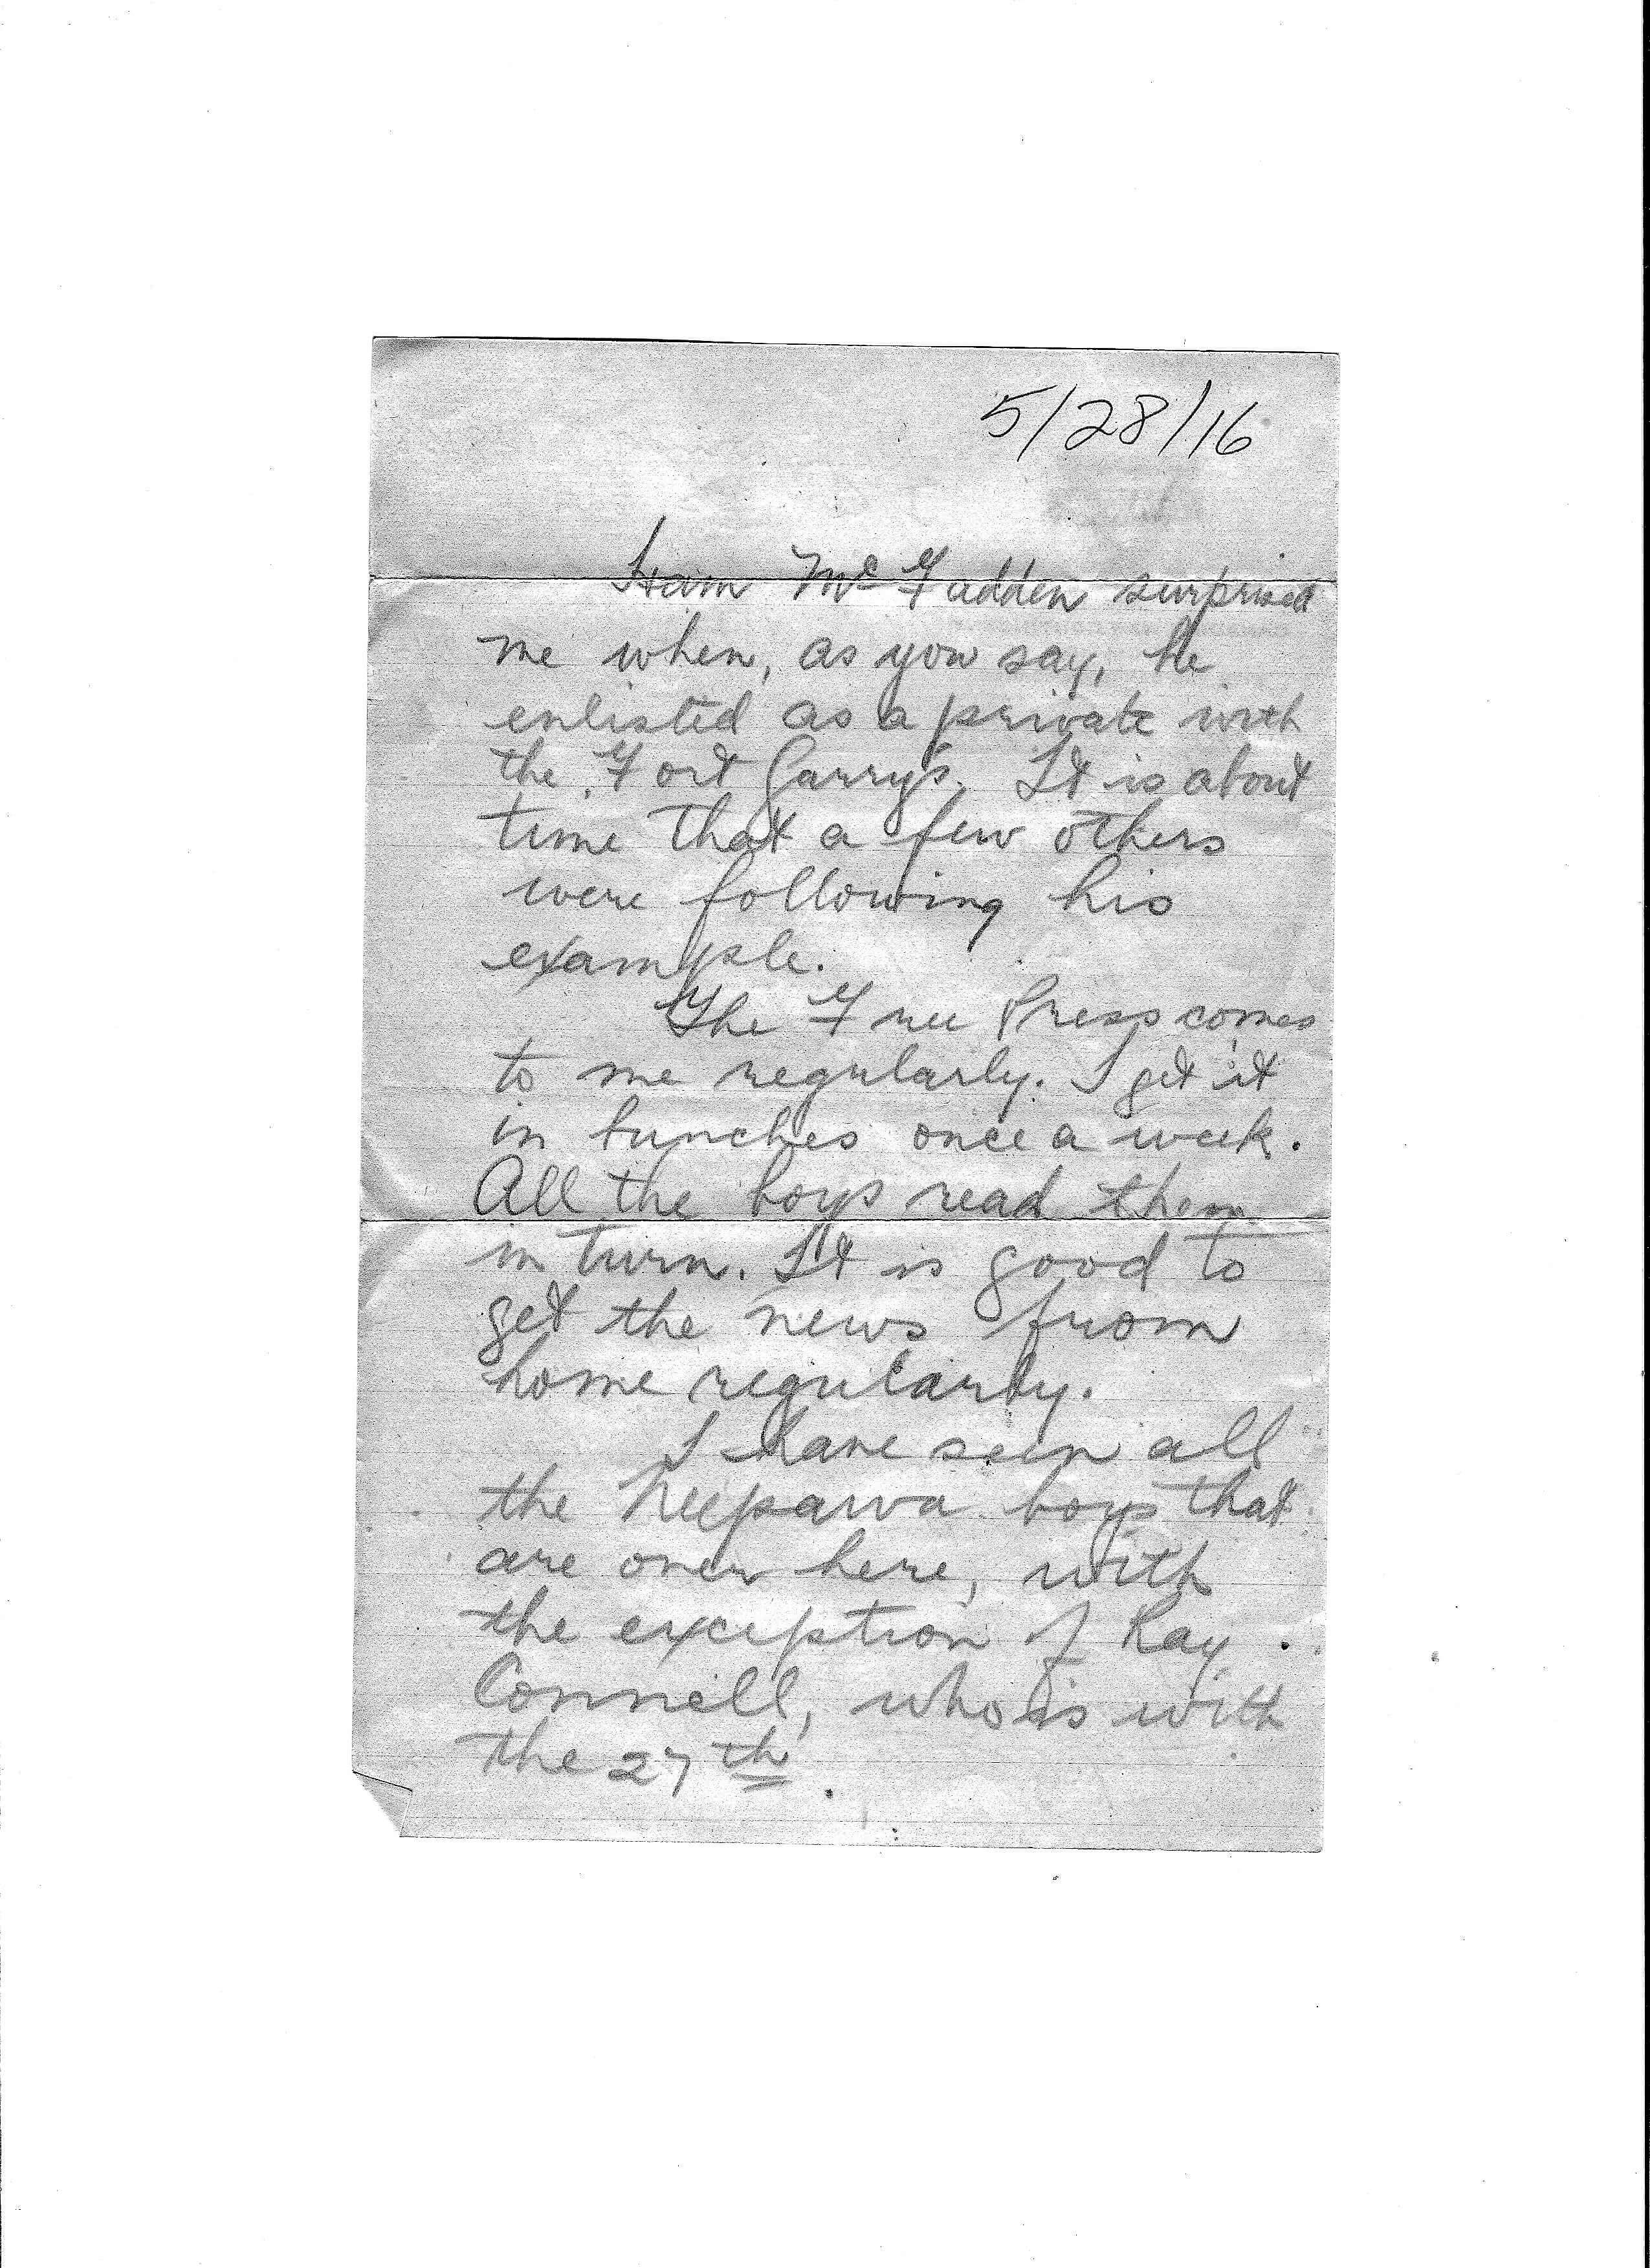 5/28/16
Ham McFadden surprised
me when, as you say, he
enlisted as a private with
the Fort Garrys. It is about
time that a few others
were following his
example.
The Free Press comes
to me regularly. I get it
in bunches once a week.
All the boys read them
in turn. It is good to
get the news from
home regularly.
I have seen all
the Neepawa boys that
are over here, with
the exception of Ray
Connell, who is with
the 27th.